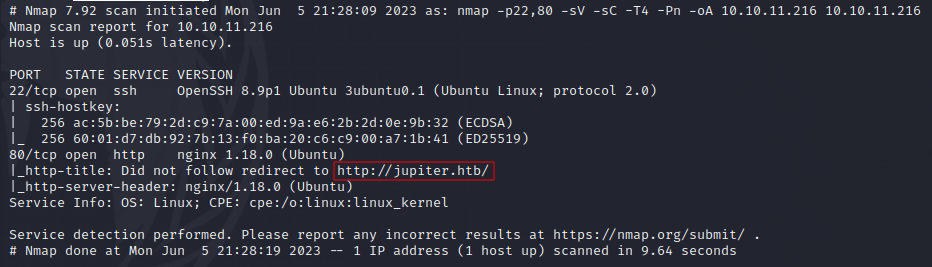 # Nmap 7.92 scan initiated Mon Jun  5 21:28:09 2023 as: nmap -p22,80 -sV -sC -T4 -Pn -oA 10.10.11.216 10.10.11.216
Nmap scan report for 10.10.11.216
Host is up (0.051s latency).

PORT   STATE SERVICE VERSION
22/tcp open  ssh     OpenSSH 8.9p1 Ubuntu 3ubuntu0.1 (Ubuntu Linux; protocol 2.0)
| ssh-hostkey:
|   256 ac:5b:be:79:2d:c9:7a:00:ed:9a:e6:2b:2d:0e:9b:32 (ECDSA)
|_  256 60:01:d7:db:92:7b:13:f0:ba:20:c6:c9:00:a7:1b:41 (ED25519)
80/tcp open  http    nginx 1.18.0 (Ubuntu)
|_http-title: Did not follow redirect to http://jupiter.htb/
|_http-server-header: nginx/1.18.0 (Ubuntu)
Service Info: OS: Linux; CPE: cpe:/o:linux:linux_kernel

Service detection performed. Please report any incorrect results at https://nmap.org/submit/ .
# Nmap done at Mon Jun  5 21:28:19 2023 -- 1 IP address (1 host up) scanned in 9.64 seconds